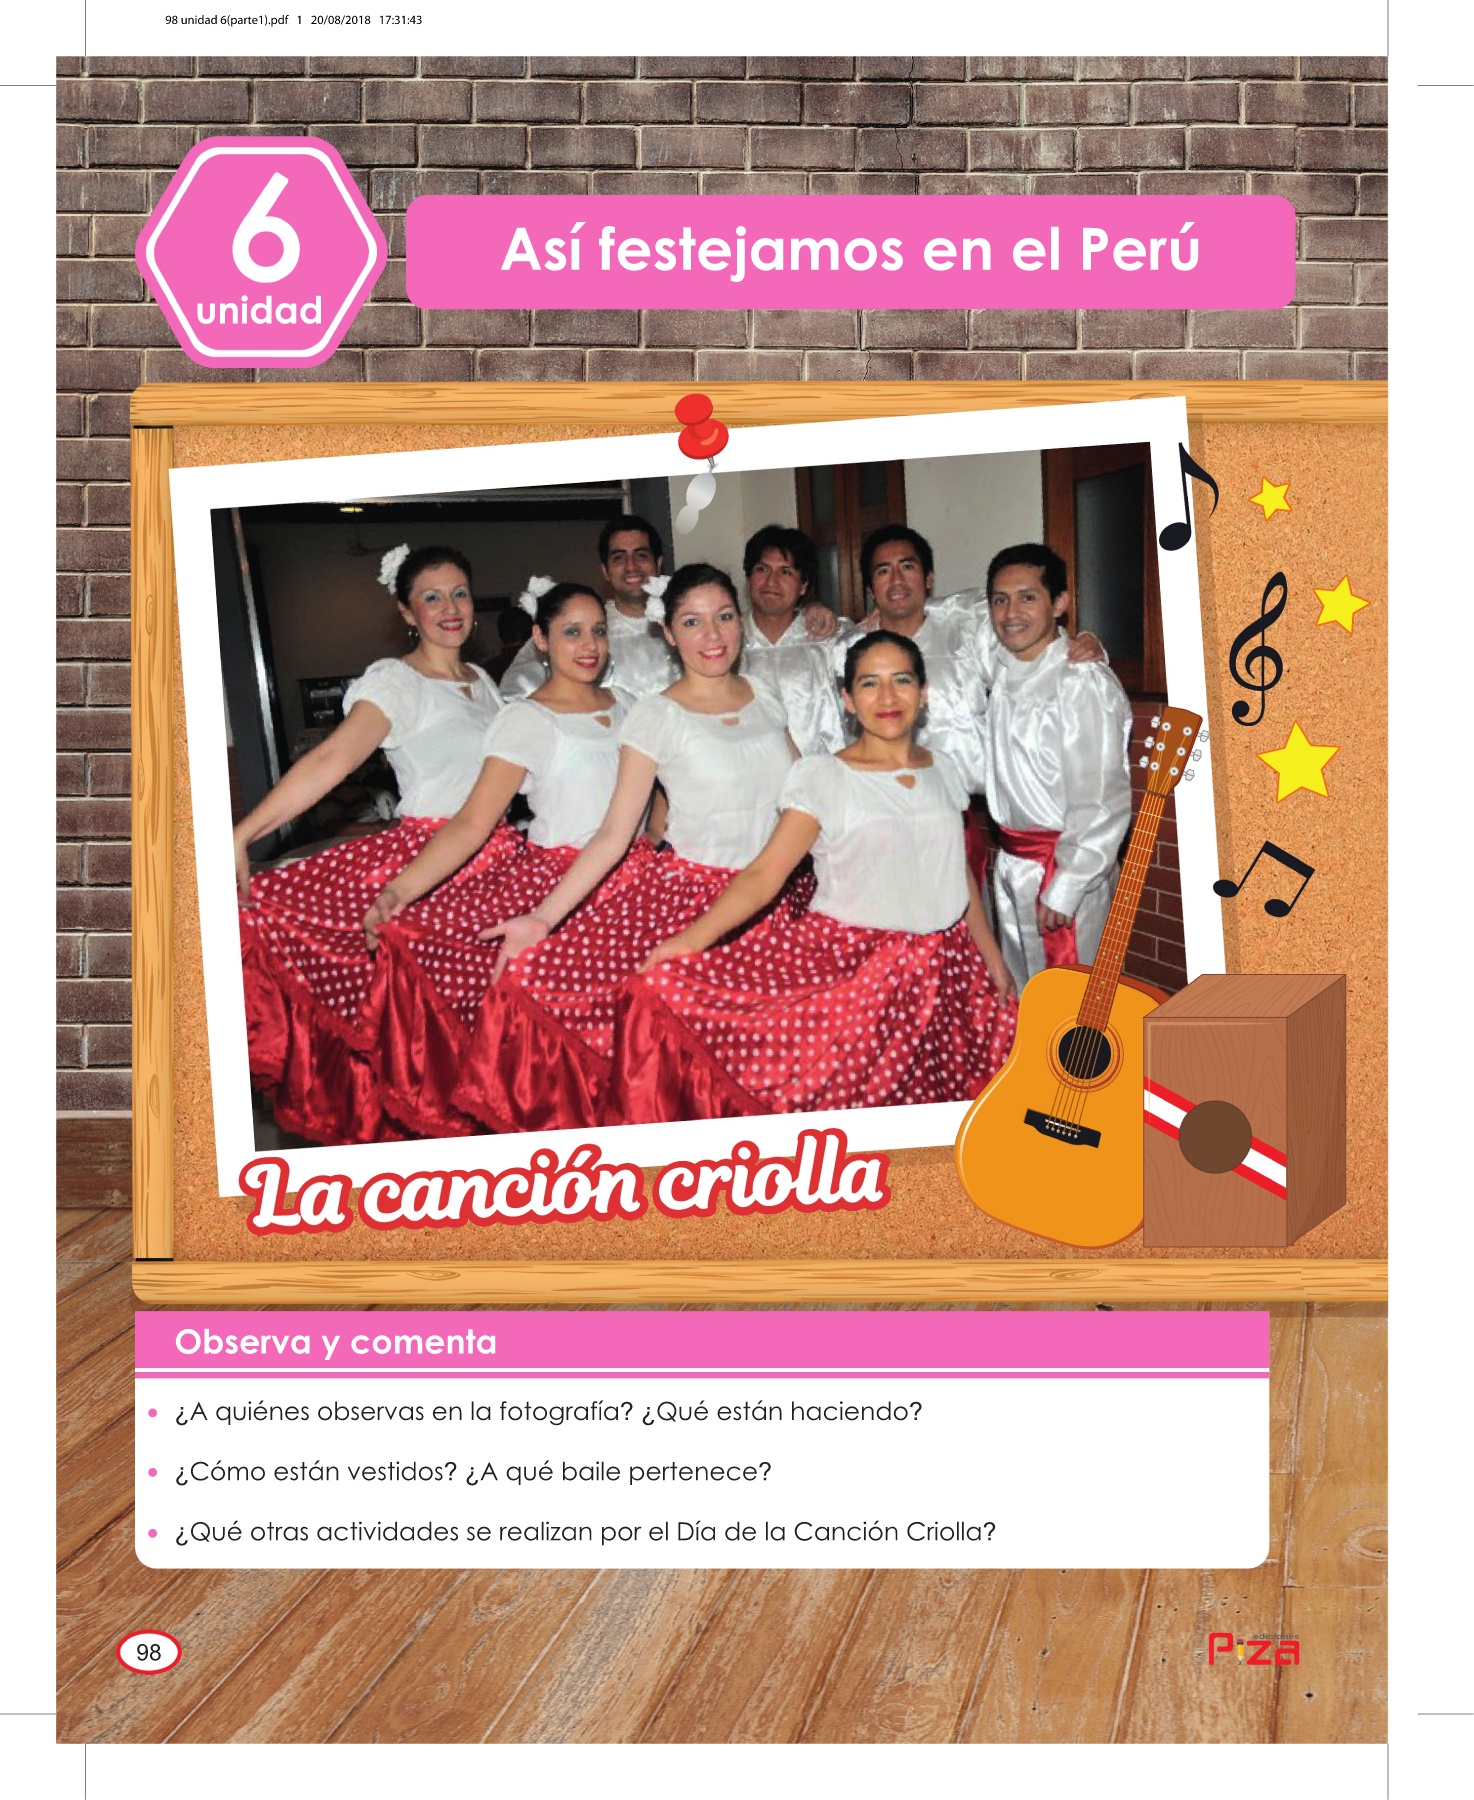 98 unidad 6(parte1).pdf 1 20/08/2018 17:31:43
6
unidad
Así festejamos en el Perú
La canción criolla
Observa y comenta
• ¿A quiénes observas en la fotografía? ¿Qué están haciendo?
• ¿Cómo están vestidos? ¿A qué baile pertenece?
• ¿Qué otras actividades se realizan por el Día de la Canción Criolla?
98
ediciones
Piza